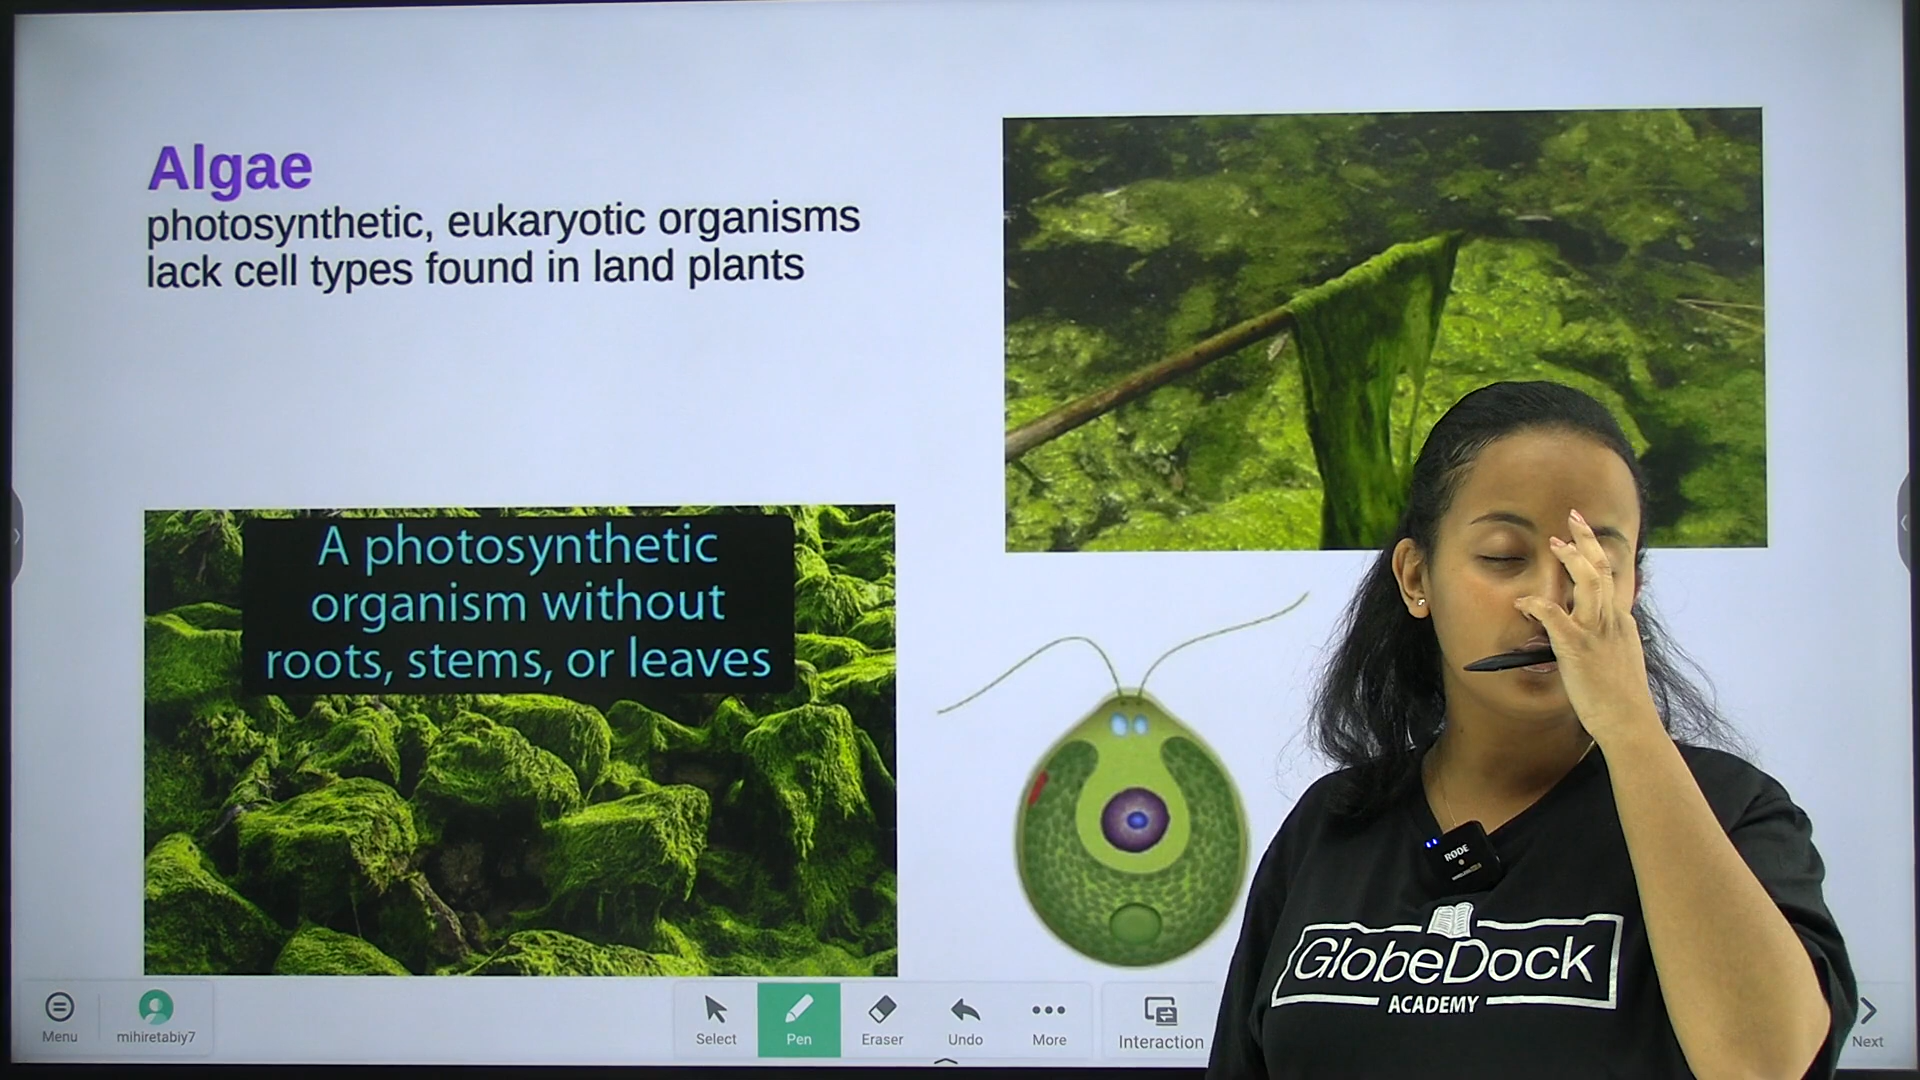 Algae
photosynthetic, eukaryotic organisms
lack cell types found in land plants
A photosynthetic
organism without
roots, stems, or leaves
RØDE
GLOBEDOCK
ACADEMY
Menu
mihiretabiy7
Select
Pen
Eraser
Undo
More
Interaction
Next